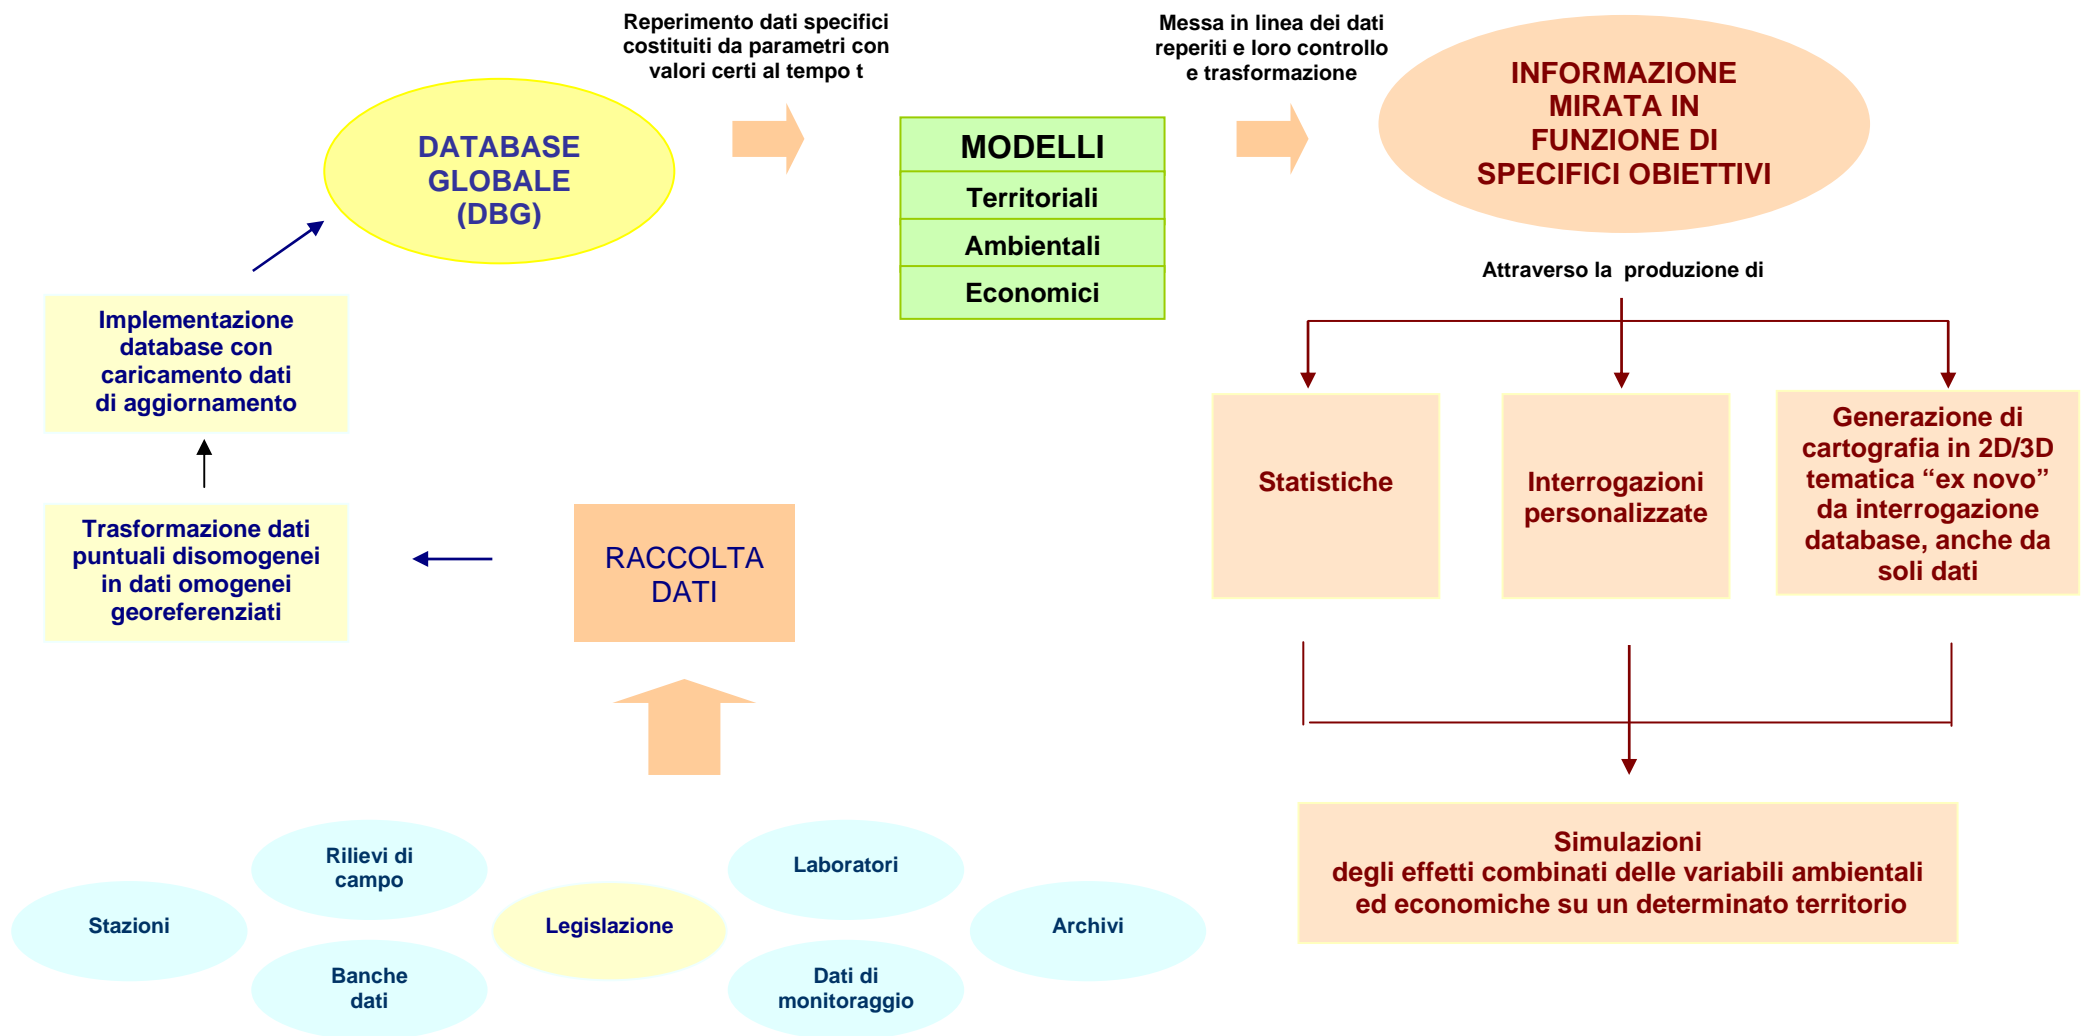 Reperimento dati specifici
costituiti da parametri con
valori certi al tempo t
Messa in linea dei dati
reperiti e loro controllo
e trasformazione
INFORMAZIONE
MIRATA IN
FUNZIONE DI
SPECIFICI OBIETTIVI
DATABASE
GLOBALE
(DBG)
MODELLI
Territoriali
Ambientali
Economici
Attraverso la produzione di
Implementazione
database con
caricamento dati
di aggiornamento
Statistiche
Interrogazioni
personalizzate
Generazione di
cartografia in 2D/3D
tematica “ex novo”
da interrogazione
database, anche da
soli dati
Trasformazione dati
puntuali disomogenei
in dati omogenei
georeferenziati
RACCOLTA
DATI
Simulazioni
degli effetti combinati delle variabili ambientali
ed economiche su un determinato territorio
Stazioni
Rilievi di
campo
Banche
dati
Legislazione
Laboratori
Dati di
monitoraggio
Archivi